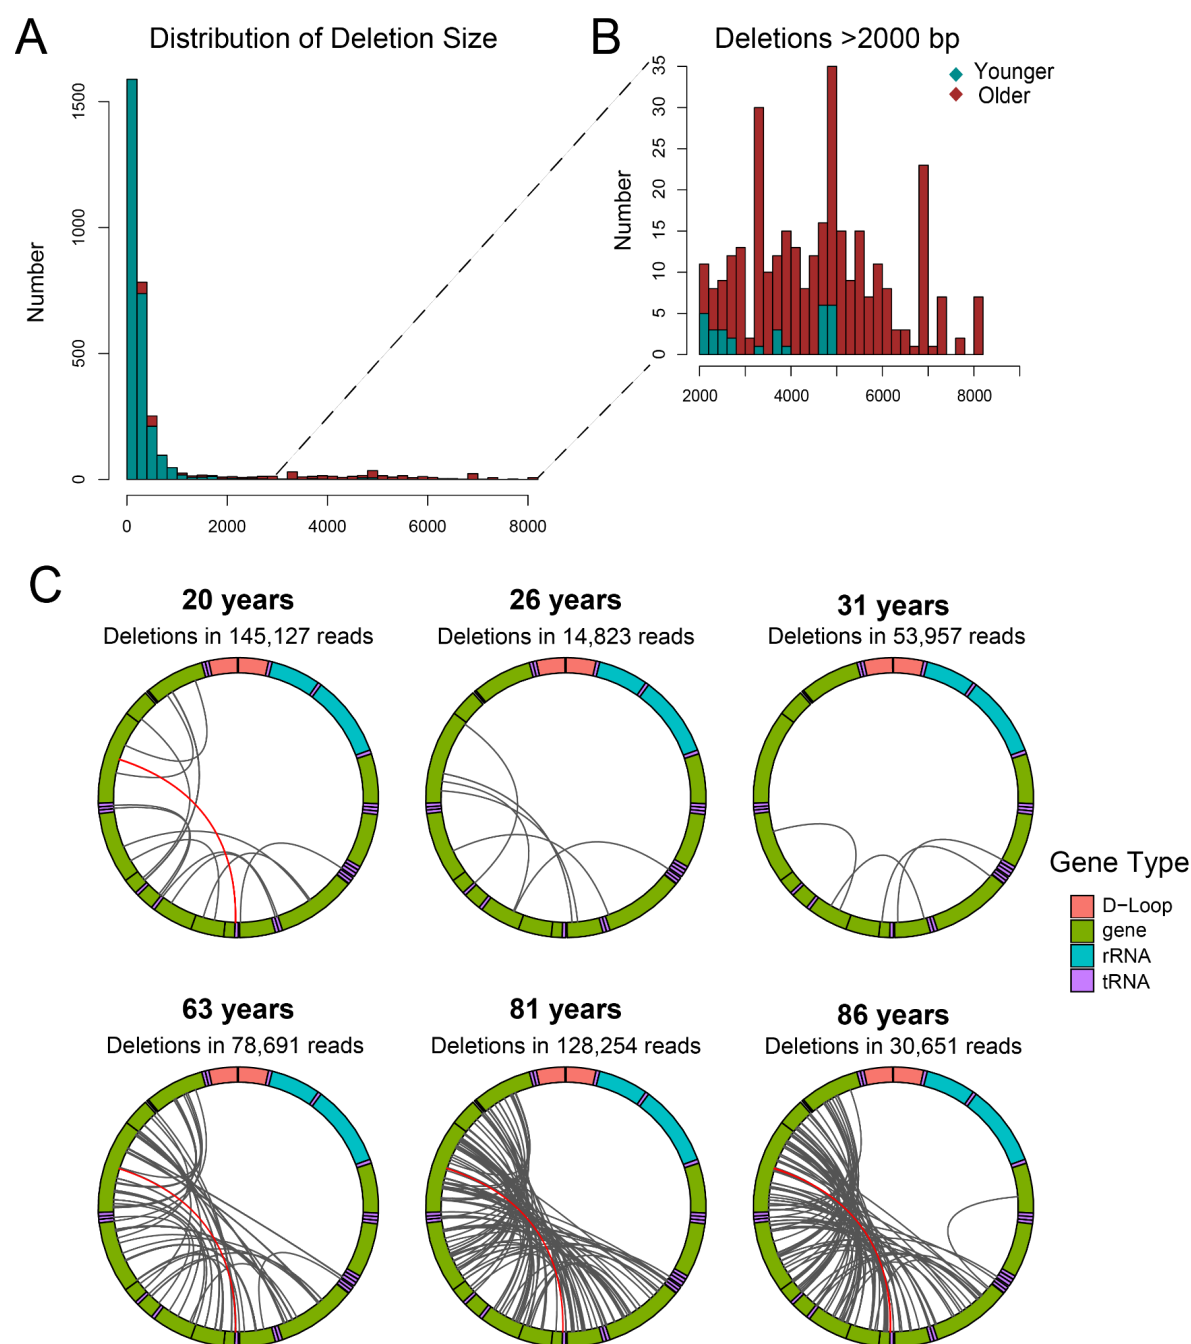 A
Distribution of Deletion Size
Number
0
500
1000
1500
0
2000
4000
6000
8000
B
Deletions >2000 bp
Younger
Older
Number
0
5
10
15
20
25
30
35
2000
4000
6000
8000
C
20 years
Deletions in 145,127 reads
26 years
Deletions in 14,823 reads
31 years
Deletions in 53,957 reads
Gene Type
D-Loop
gene
rRNA
tRNA
63 years
Deletions in 78,691 reads
81 years
Deletions in 128,254 reads
86 years
Deletions in 30,651 reads